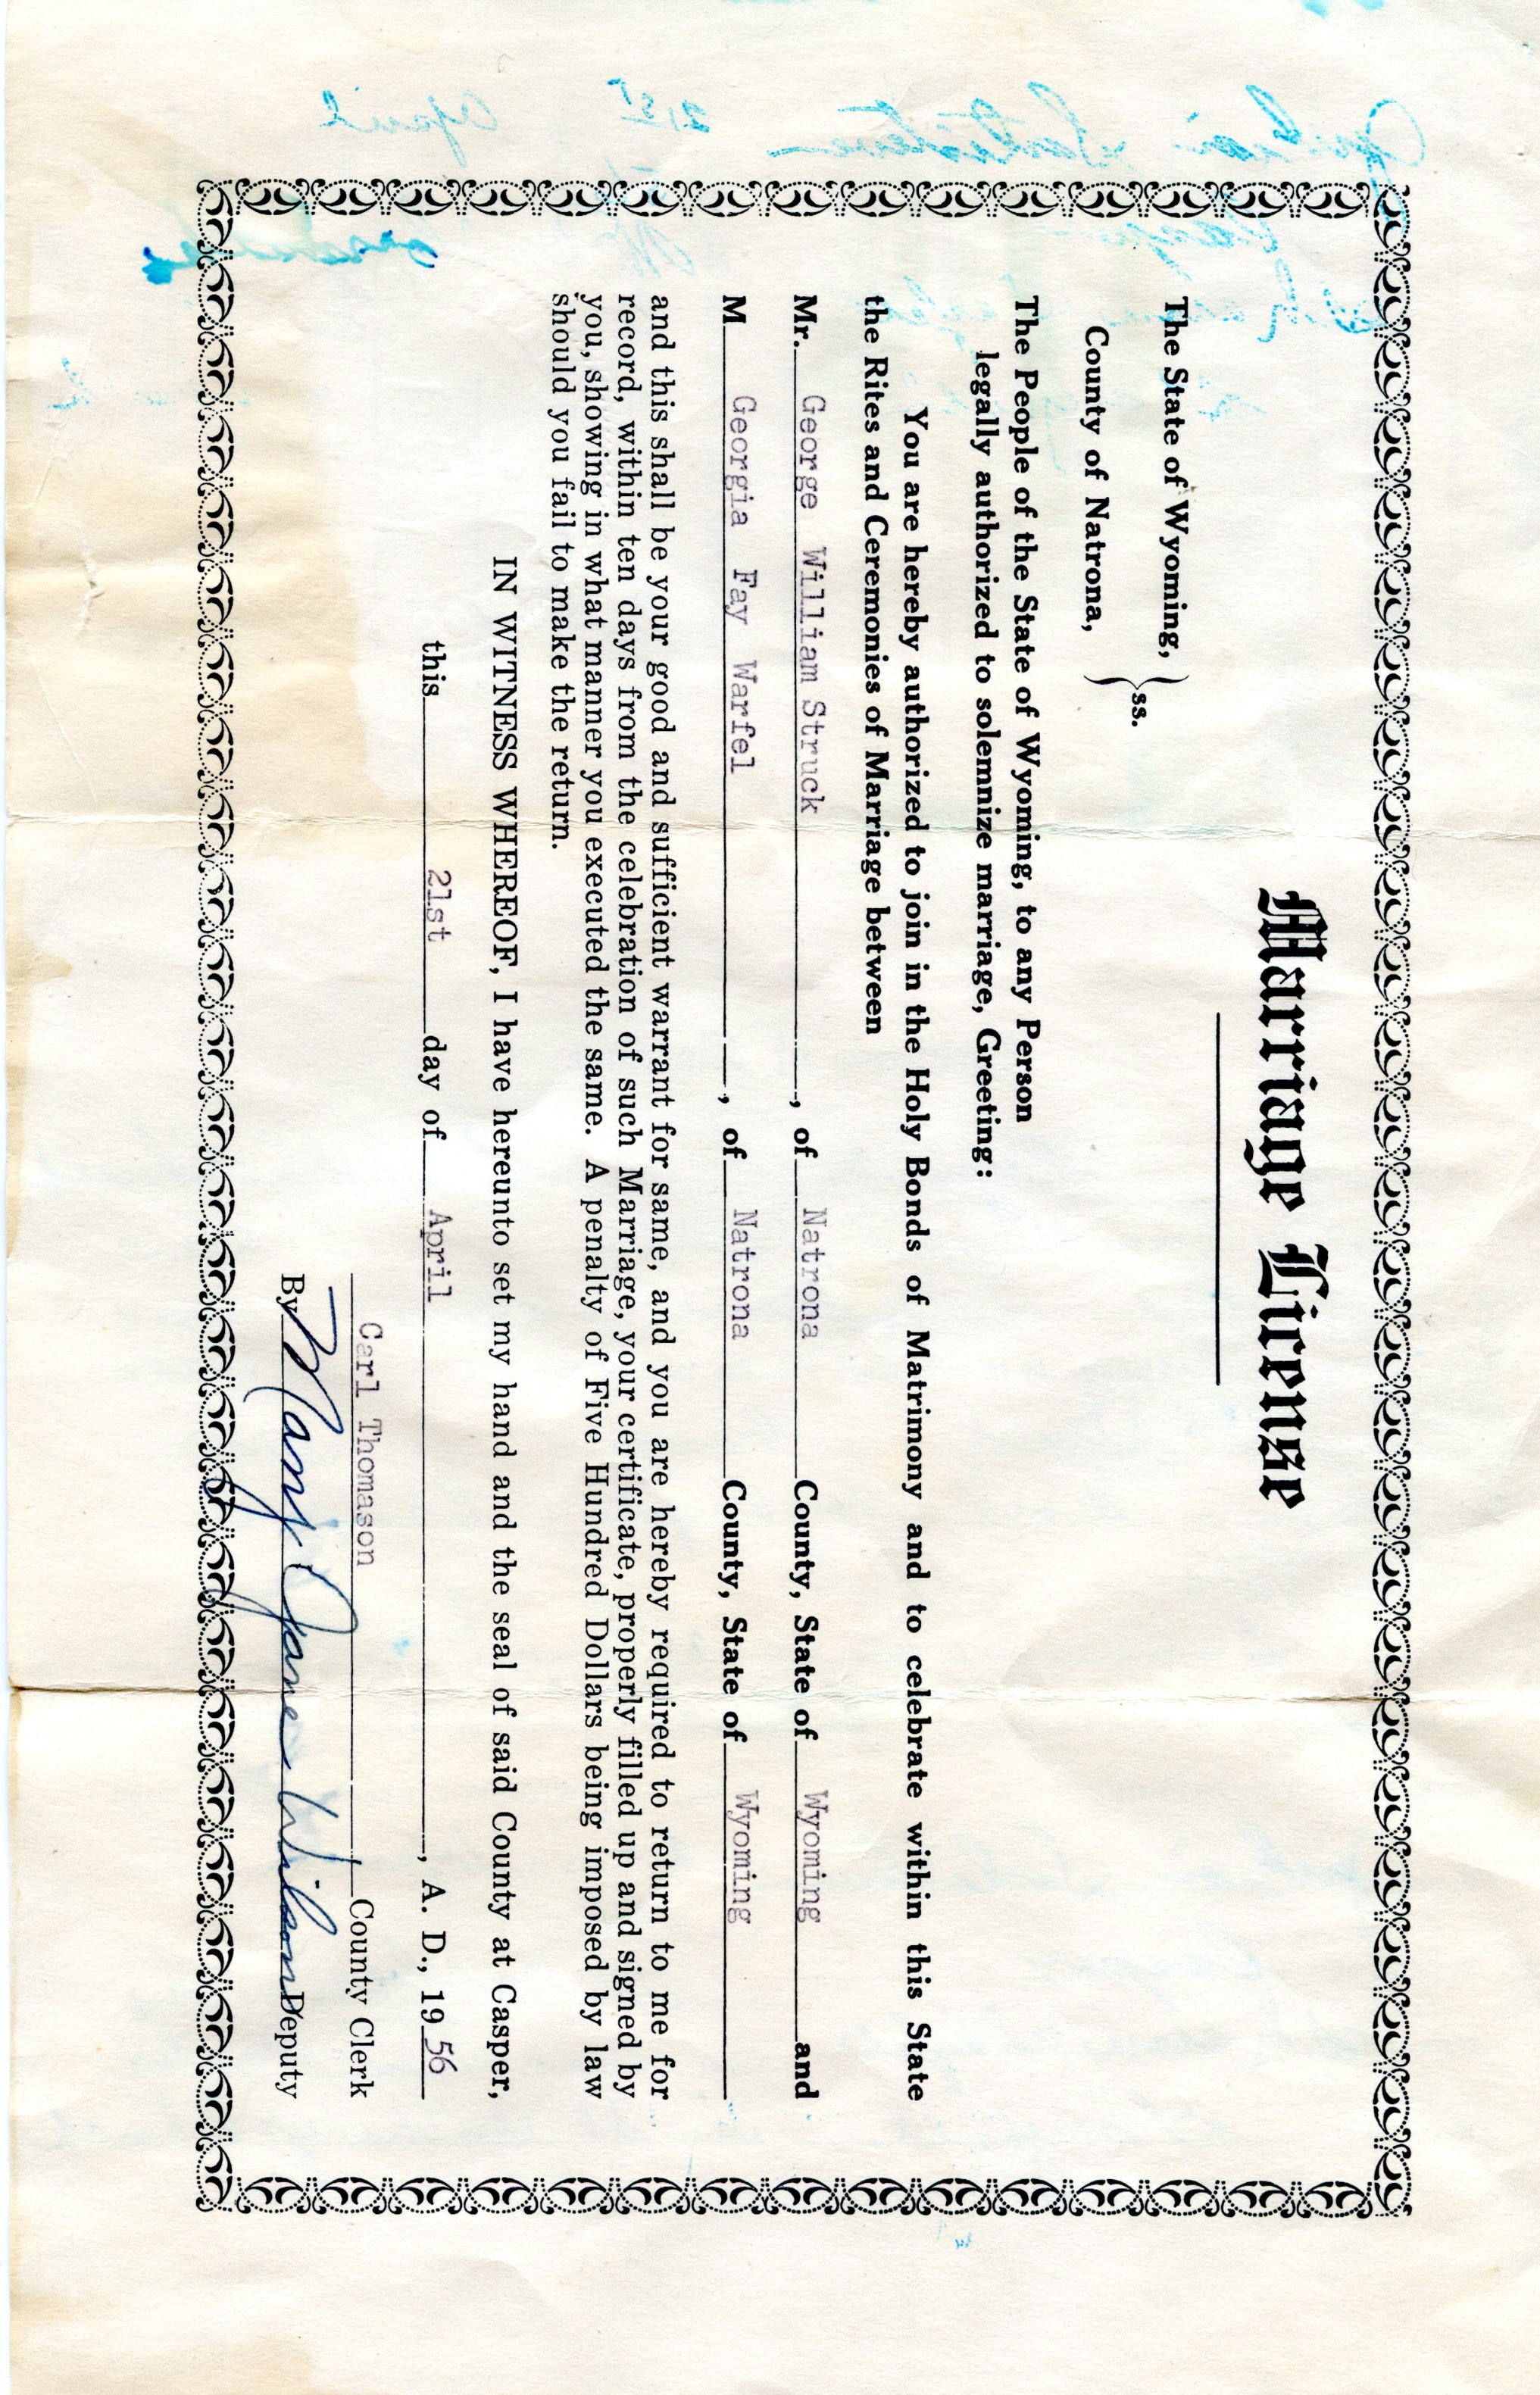 Marriage License
The State of Wyoming,
County of Natrona, } ss.
The People of the State of Wyoming, to any Person
legally authorized to solemnize marriage, Greeting:
You are hereby authorized to join in the Holy Bonds of Matrimony and to celebrate within this State
the Rites and Ceremonies of Marriage between
Mr. George William Struck, of Natrona County, State of Wyoming and
M Georgia Fay Warfel, of Natrona County, State of Wyoming
and this shall be your good and sufficient warrant for same, and you are hereby required to return to me for
record, within ten days from the celebration of such Marriage, your certificate, properly filled up and signed by
you, showing in what manner you executed the same. A penalty of Five Hundred Dollars being imposed by law
should you fail to make the return.
IN WITNESS WHEREOF, I have hereunto set my hand and the seal of said County at Casper,
this 21st day of April, A. D., 19 56
Carl Thomason County Clerk
By Mary Jane Wilson Deputy
21st
April